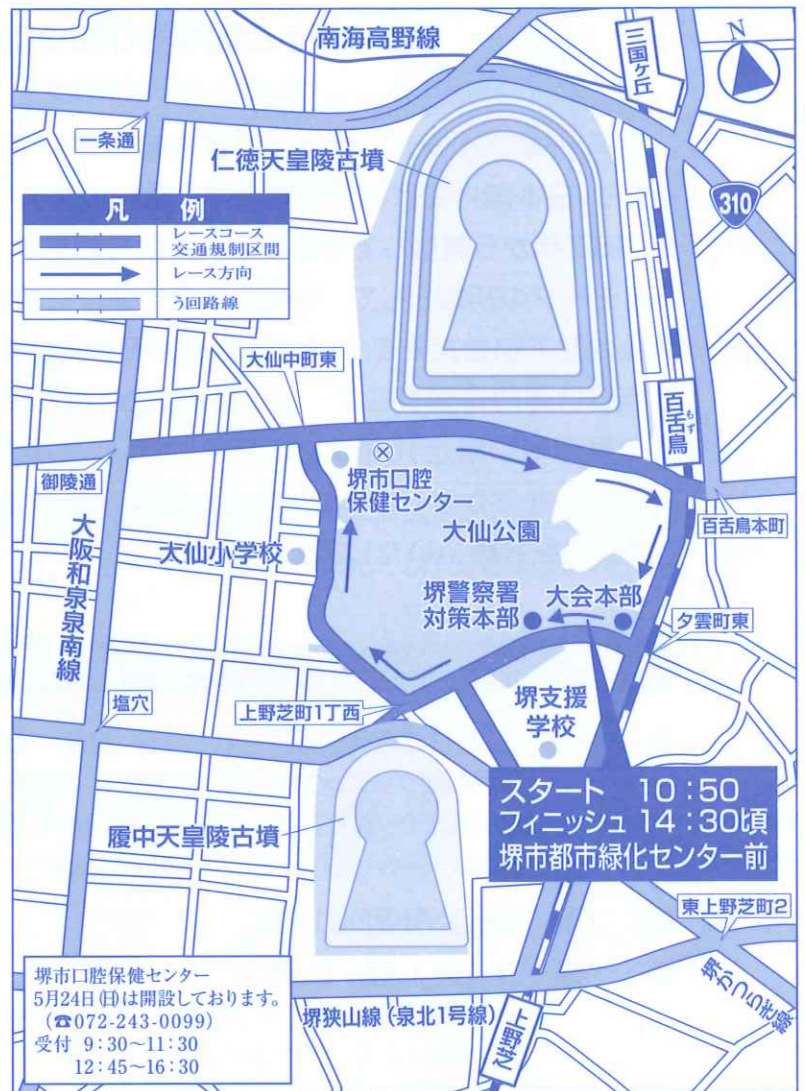 南海高野線
三国ヶ丘
N
一条通
仁徳天皇陵古墳
310
凡 例
レースコース
交通規制区間
レース方向
う回路線
大仙中町東
百舌鳥
もず
御陵通
堺市口腔
保健センター
大仙公園
百舌鳥本町
大仙小学校
大阪和泉泉南線
堺警察署
対策本部
大会本部
夕雲町東
塩穴
上野芝町1丁西
堺支援
学校
スタート 10:50
フィニッシュ 14:30頃
堺市都市緑化センター前
履中天皇陵古墳
東上野芝町2
堺かつらぎ線
堺市口腔保健センター
5月24日(日)は開設しております。
(☎072-243-0099)
受付 9:30~11:30
12:45~16:30
堺狭山線(泉北1号線)
上野芝